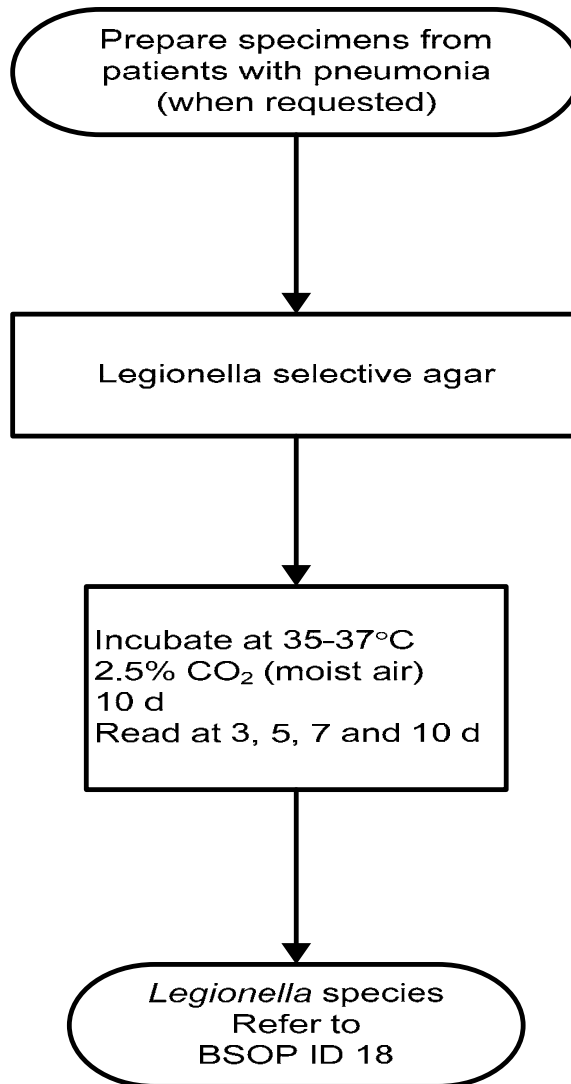 Prepare specimens from
patients with pneumonia
(when requested)
Legionella selective agar
Incubate at 35-37°C
2.5% CO₂ (moist air)
10 d
Read at 3, 5, 7 and 10 d
Legionella species
Refer to
BSOP ID 18